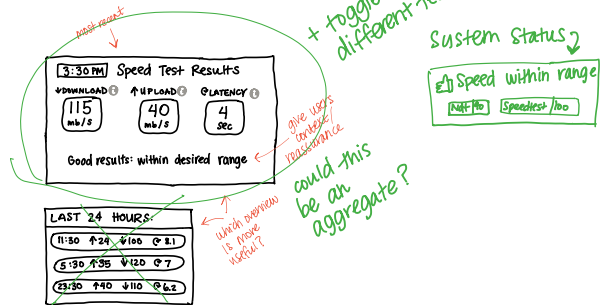 most recent
+ toggle
different
3:30 PM Speed Test Results
↓DOWNLOAD i ↑UPLOAD i LATENCY i
115 40 4
mb/s mb/s sec
Good results: within desired range
give users
context/
reassurance
could this
be an
aggregate?
which overview
is more
useful?
LAST 24 HOURS:
11:30 ↑24 ↓100 8.1
5:30 ↑35 ↓120 7
23:30 ↑40 ↓110 6.2
System Status
Speed within range
Speedtest/100